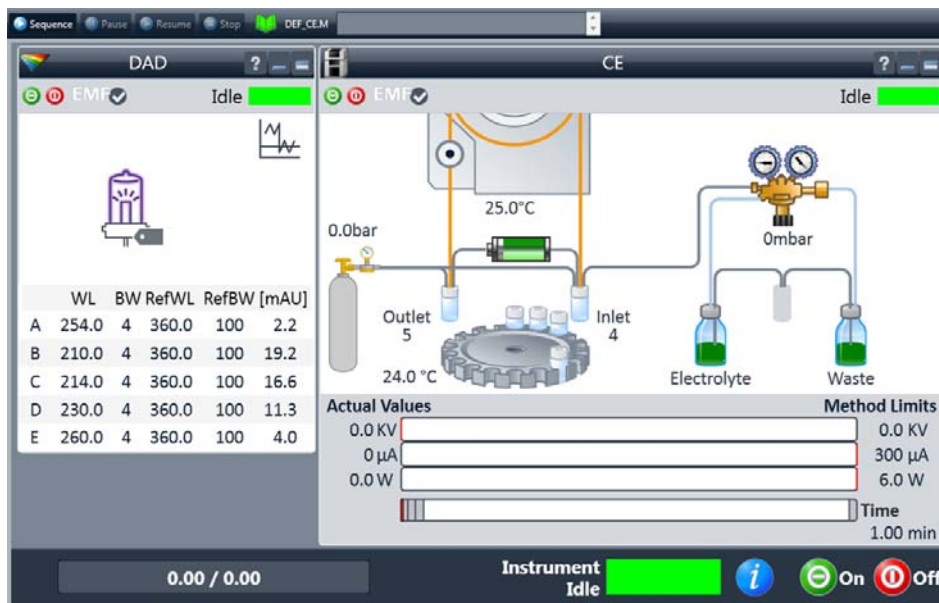 Sequence Pause Resume Stop DEF_CE.M
DAD ?
EMF Idle
WL BW RefWL RefBW [mAU]
A 254.0 4 360.0 100 2.2
B 210.0 4 360.0 100 19.2
C 214.0 4 360.0 100 16.6
D 230.0 4 360.0 100 11.3
E 260.0 4 360.0 100 4.0
CE ?
EMF Idle
25.0°C
0.0bar
0mbar
Outlet
5
Inlet
4
24.0 °C
Electrolyte
Waste
Actual Values Method Limits
0.0 KV 0.0 KV
0 µA 300 µA
0.0 W 6.0 W
Time
1.00 min
0.00 / 0.00
Instrument
Idle
i
On
Off